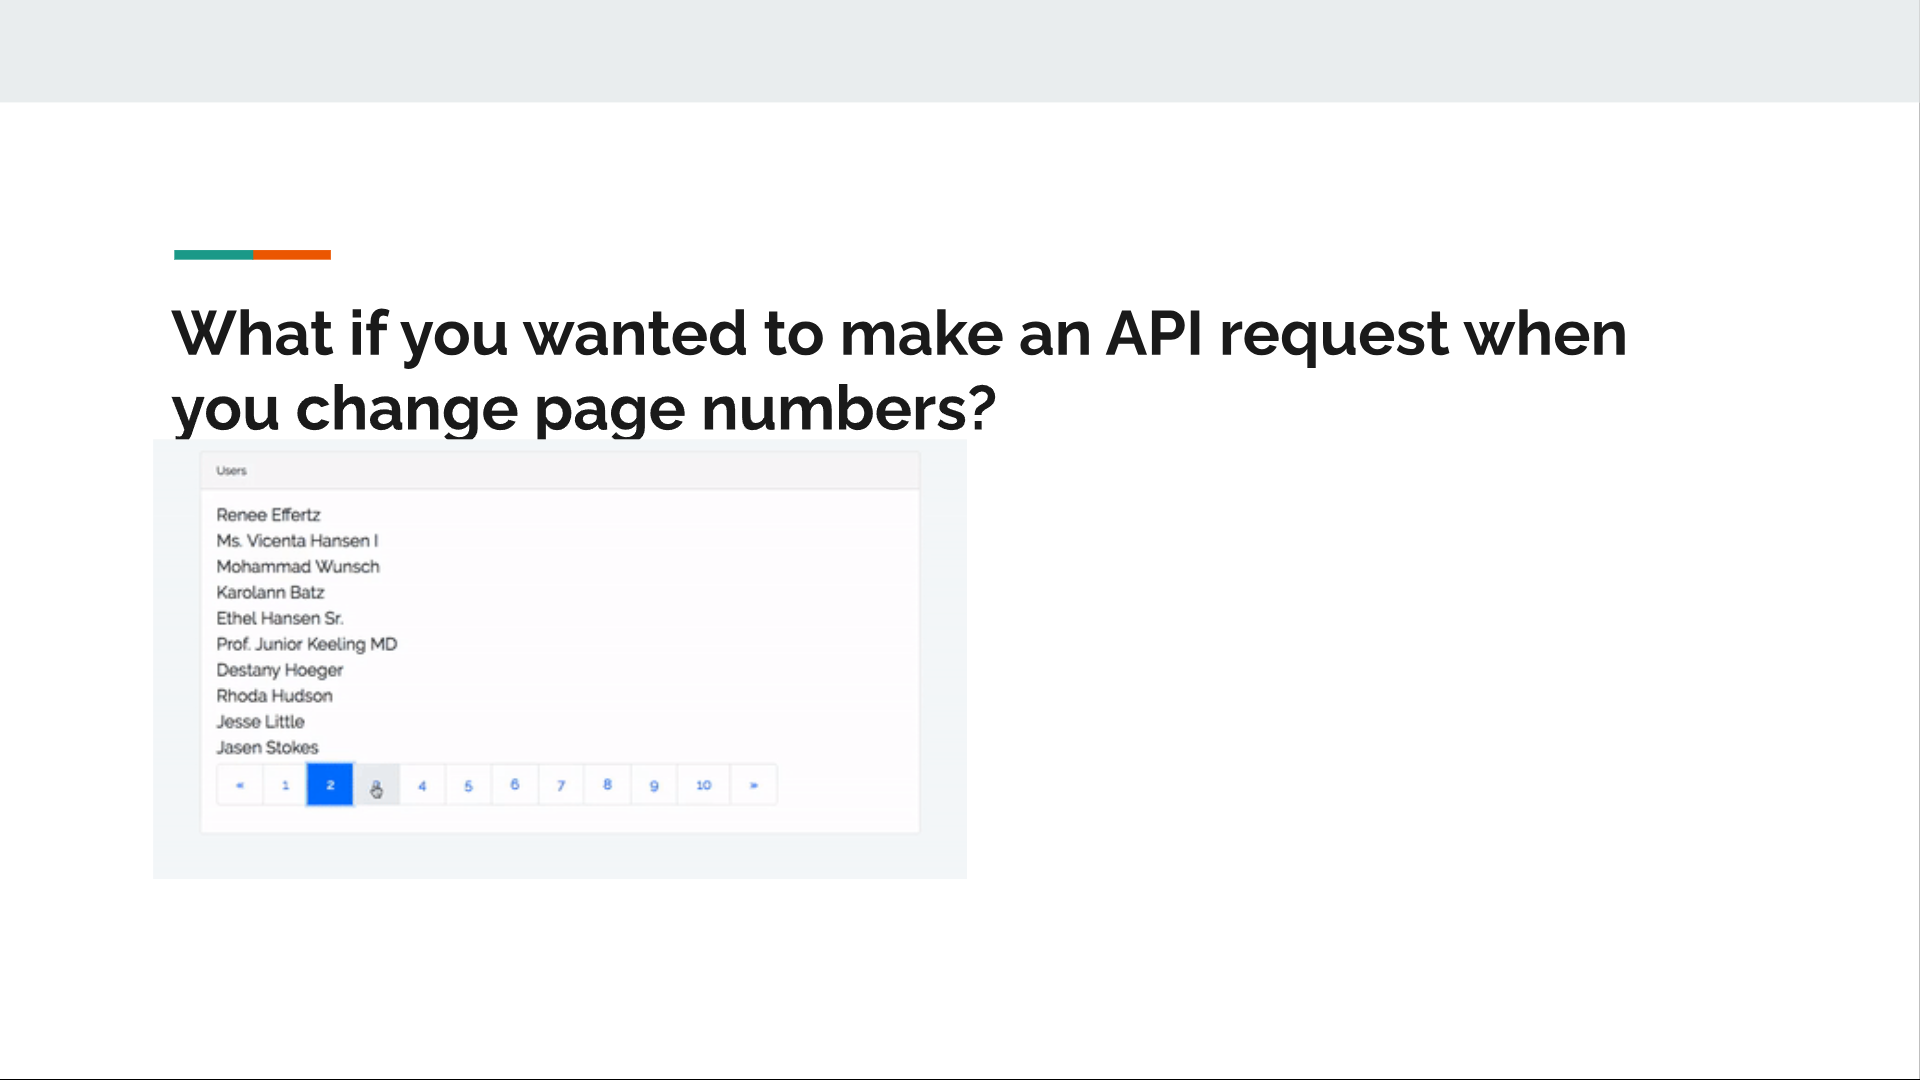 What if you wanted to make an API request when
you change page numbers?
Users
Renee Effertz
Ms. Vicenta Hansen I
Mohammad Wunsch
Karolann Batz
Ethel Hansen Sr.
Prof. Junior Keeling MD
Destany Hoeger
Rhoda Hudson
Jesse Little
Jasen Stokes
« 1 2 3 4 5 6 7 8 9 10 »